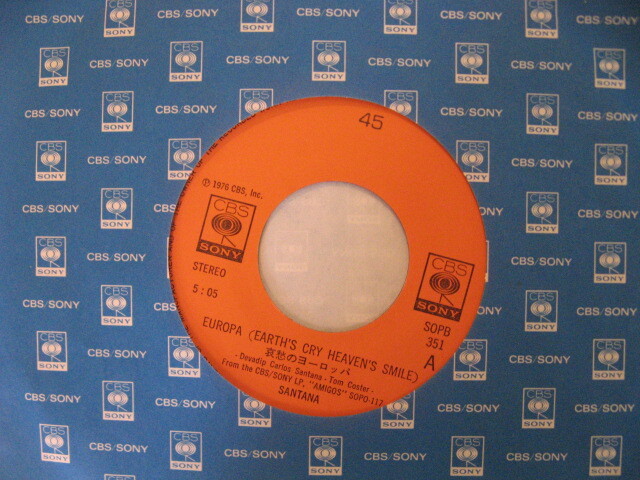 45
℗ 1976 CBS, Inc.
CBS
SONY
STEREO
5:05
CBS
SONY
SOPB
351
A
EUROPA (EARTH'S CRY HEAVEN'S SMILE)
哀愁のヨーロッパ
- Devadip Carlos Santana - Tom Coster -
From the CBS/SONY LP, "AMIGOS" SOPO-117
SANTANA
CBS/SONY
CBS
SONY